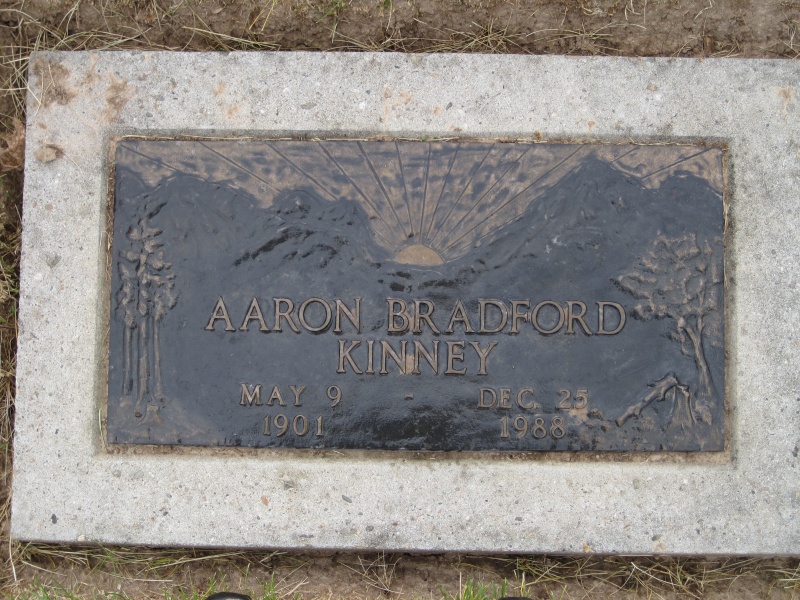 AARON BRADFORD
KINNEY
MAY 9 - DEC. 25
1901 1988